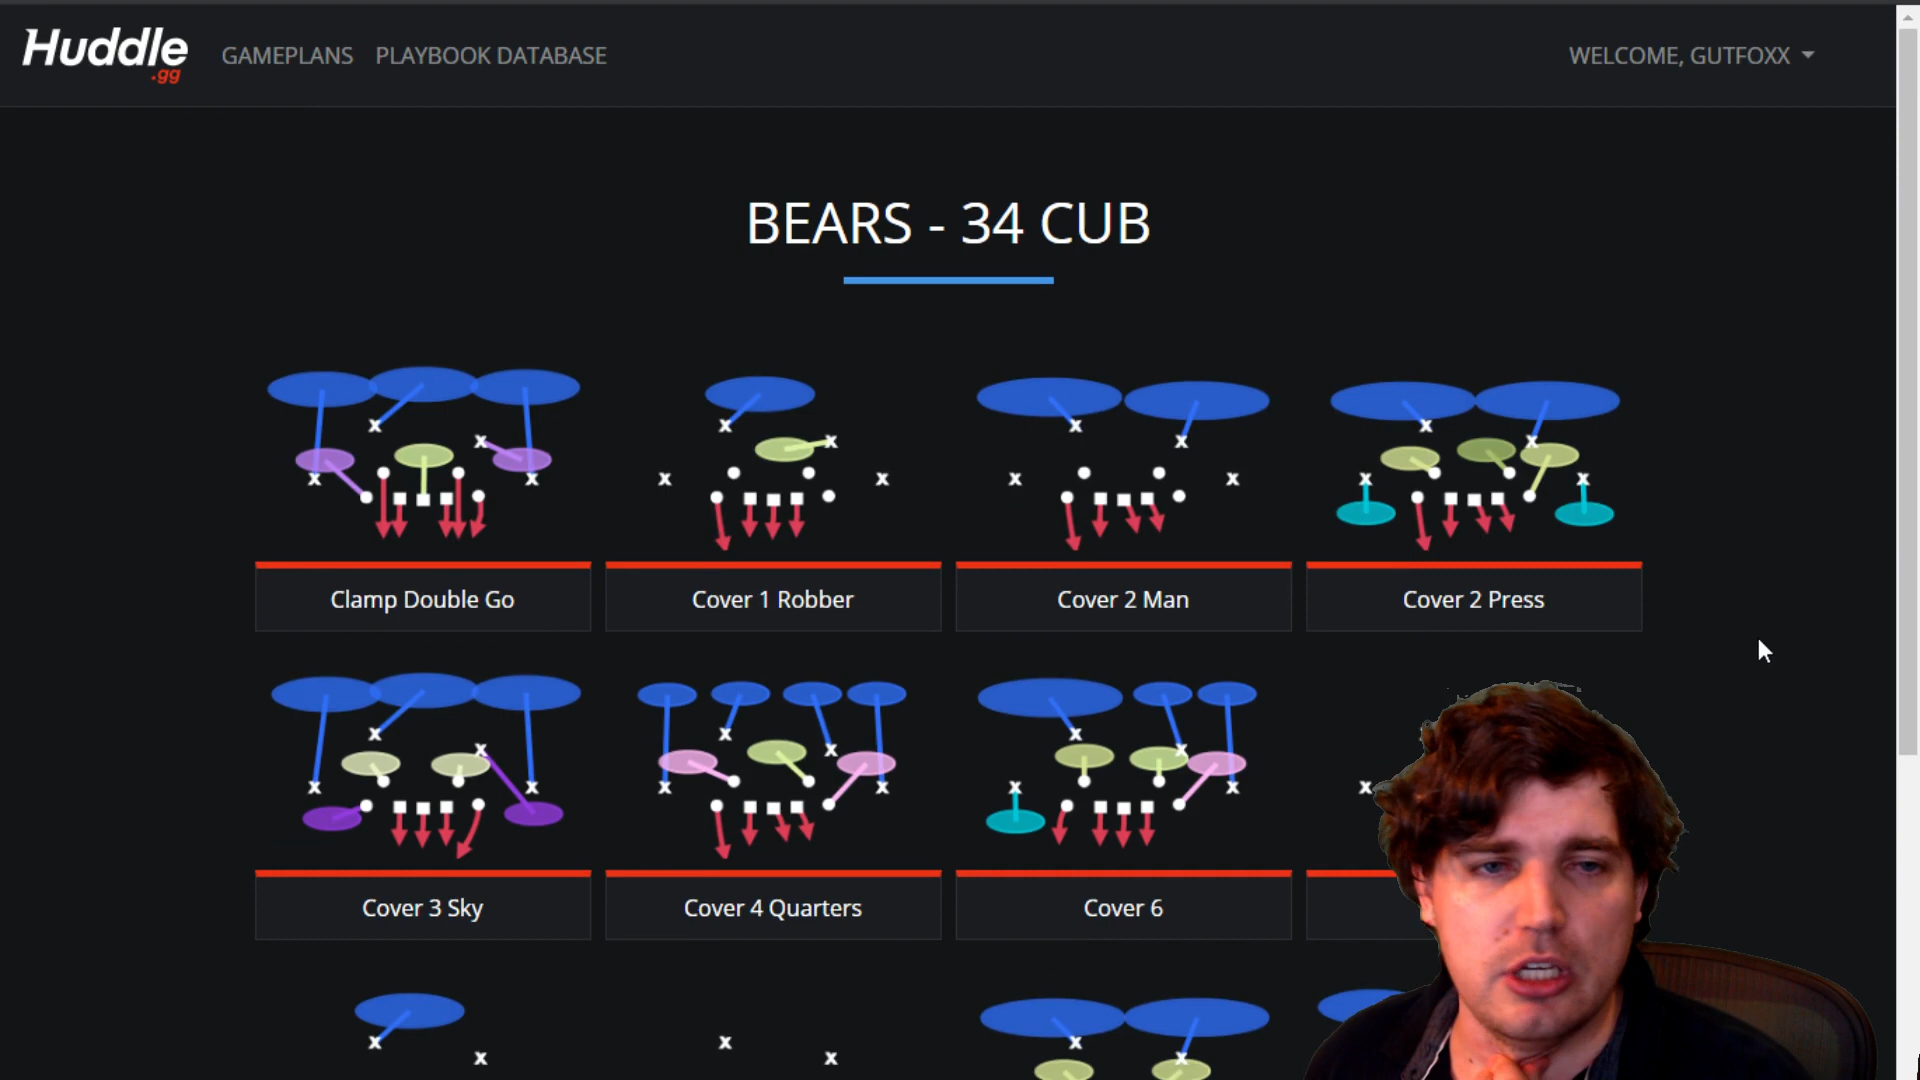 Huddle
.gg
GAMEPLANS PLAYBOOK DATABASE
WELCOME, GUTFOXX
BEARS - 34 CUB
Clamp Double Go
Cover 1 Robber
Cover 2 Man
Cover 2 Press
Cover 3 Sky
Cover 4 Quarters
Cover 6